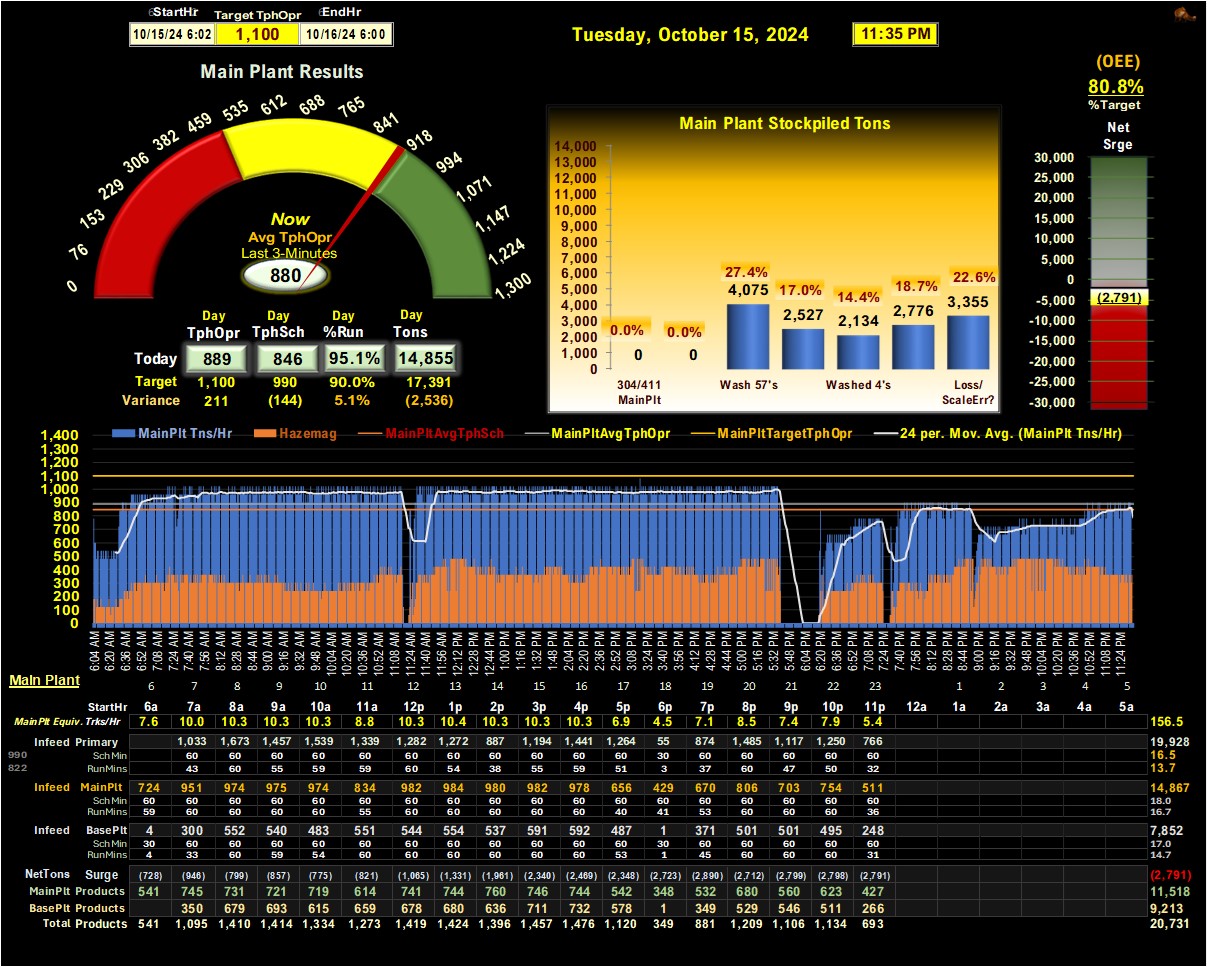 StartHr Target TphOpr EndHr
10/15/24 6:02 1,100 10/16/24 6:00
Tuesday, October 15, 2024 11:35 PM
(OEE)
80.8%
%Target
Main Plant Results
0 76 153 229 306 382 459 535 612 688 765 841 918 994 1,071 1,147 1,224 1,300
Now
Avg TphOpr
Last 3-Minutes
880
Day Day Day Day
TphOpr TphSch %Run Tons
Today 889 846 95.1% 14,855
Target 1,100 990 90.0% 17,391
Variance 211 (144) 5.1% (2,536)
Main Plant Stockpiled Tons
14,000
13,000
12,000
11,000
10,000
9,000
8,000
7,000
6,000
5,000
4,000
3,000
2,000
1,000
0
0.0% 0.0% 27.4% 17.0% 14.4% 18.7% 22.6%
0 0 4,075 2,527 2,134 2,776 3,355
304/411 Wash 57's Washed 4's Loss/
MainPlt ScaleErr?
Net
Srge
30,000
25,000
20,000
15,000
10,000
5,000
0
-5,000
(2,791)
-10,000
-15,000
-20,000
-25,000
-30,000
MainPlt Tns/Hr Hazemag MainPltAvgTphSch MainPltAvgTphOpr MainPltTargetTphOpr 24 per. Mov. Avg. (MainPlt Tns/Hr)
1,400
1,300
1,200
1,100
1,000
900
800
700
600
500
400
300
200
100
0
6:04 AM 6:20 AM 6:36 AM 6:52 AM 7:08 AM 7:24 AM 7:40 AM 7:56 AM 8:12 AM 8:28 AM 8:44 AM 9:00 AM 9:16 AM 9:32 AM 9:48 AM 10:04 AM 10:20 AM 10:36 AM 10:52 AM 11:08 AM 11:24 AM 11:40 AM 11:56 AM 12:12 PM 12:28 PM 12:44 PM 1:00 PM 1:16 PM 1:32 PM 1:48 PM 2:04 PM 2:20 PM 2:36 PM 2:52 PM 3:08 PM 3:24 PM 3:40 PM 3:56 PM 4:12 PM 4:28 PM 4:44 PM 5:00 PM 5:16 PM 5:32 PM 5:48 PM 6:04 PM 6:20 PM 6:36 PM 6:52 PM 7:08 PM 7:24 PM 7:40 PM 7:56 PM 8:12 PM 8:28 PM 8:44 PM 9:00 PM 9:16 PM 9:32 PM 9:48 PM 10:04 PM 10:20 PM 10:36 PM 10:52 PM 11:08 PM 11:24 PM
Main Plant 6 7 8 9 10 11 12 13 14 15 16 17 18 19 20 21 22 23 1 2 3 4 5
StartHr 6a 7a 8a 9a 10a 11a 12p 1p 2p 3p 4p 5p 6p 7p 8p 9p 10p 11p 12a 1a 2a 3a 4a 5a
MainPlt Equiv. Trks/Hr 7.6 10.0 10.3 10.3 10.3 8.8 10.3 10.4 10.3 10.3 10.3 6.9 4.5 7.1 8.5 7.4 7.9 5.4 156.5
Infeed Primary 1,033 1,673 1,457 1,539 1,339 1,282 1,272 887 1,194 1,441 1,264 55 874 1,485 1,117 1,250 766 19,928
990 Sch Min 60 60 60 60 60 60 60 60 60 60 60 30 60 60 60 60 60 16.5
822 RunMins 43 60 55 59 59 60 54 38 55 59 51 3 37 60 47 50 32 13.7
Infeed MainPlt 724 951 974 975 974 834 982 984 980 982 978 656 429 670 806 703 754 511 14,867
Sch Min 60 60 60 60 60 60 60 60 60 60 60 60 60 60 60 60 60 60 18.0
RunMins 59 60 60 60 60 55 60 60 60 60 60 40 41 53 60 60 60 36 16.7
Infeed BasePlt 4 300 552 540 483 551 544 554 537 591 592 487 1 371 501 501 495 248 7,852
Sch Min 30 60 60 60 60 60 60 60 60 60 60 60 30 60 60 60 60 60 17.0
RunMins 4 33 60 59 54 60 60 60 60 60 60 53 1 45 60 60 60 31 14.7
NetTons Surge (728) (946) (799) (857) (775) (821) (1,065) (1,331) (1,961) (2,340) (2,469) (2,348) (2,723) (2,890) (2,712) (2,799) (2,798) (2,791) (2,791)
MainPlt Products 541 745 731 721 719 614 741 744 760 746 744 542 348 532 680 560 623 427 11,518
BasePlt Products 350 679 693 615 659 678 680 636 711 732 578 1 349 529 546 511 266 9,213
Total Products 541 1,095 1,410 1,414 1,334 1,273 1,419 1,424 1,396 1,457 1,476 1,120 349 881 1,209 1,106 1,134 693 20,731